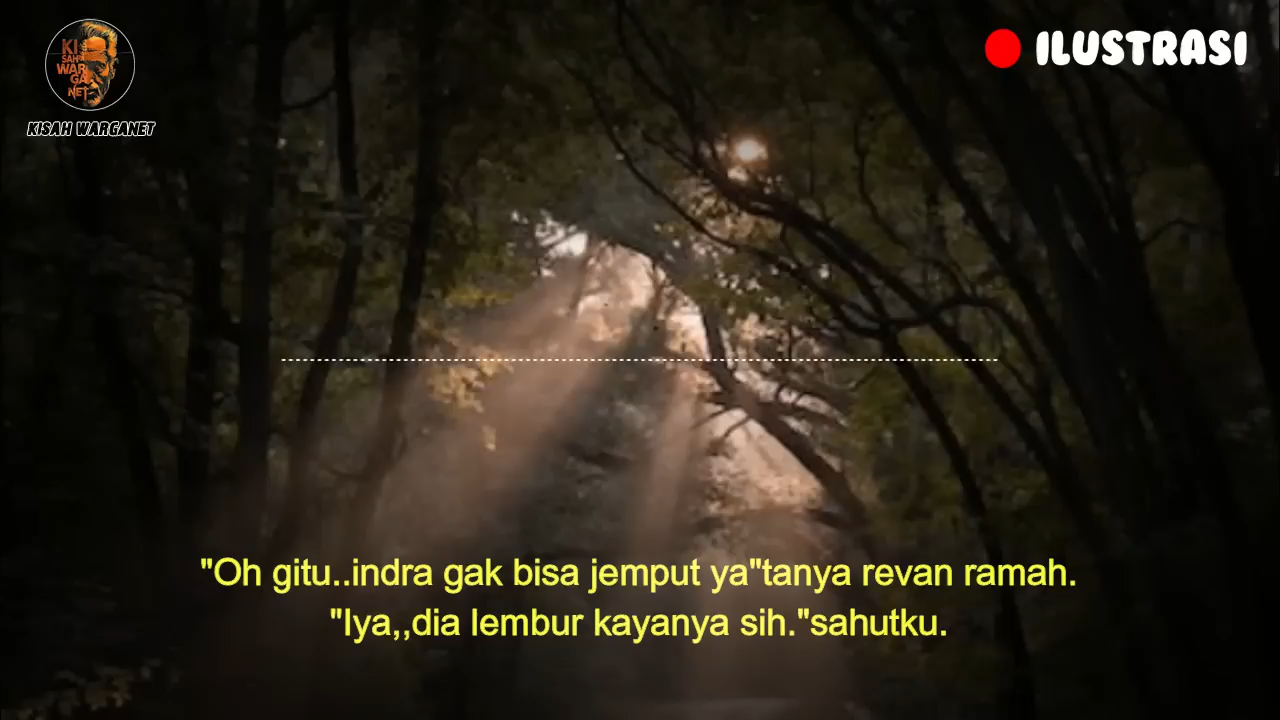 KI
SAH
WAR
GA
NET
KISAH WARGANET
ILUSTRASI
"Oh gitu..indra gak bisa jemput ya"tanya revan ramah.
"Iya,,dia lembur kayanya sih."sahutku.